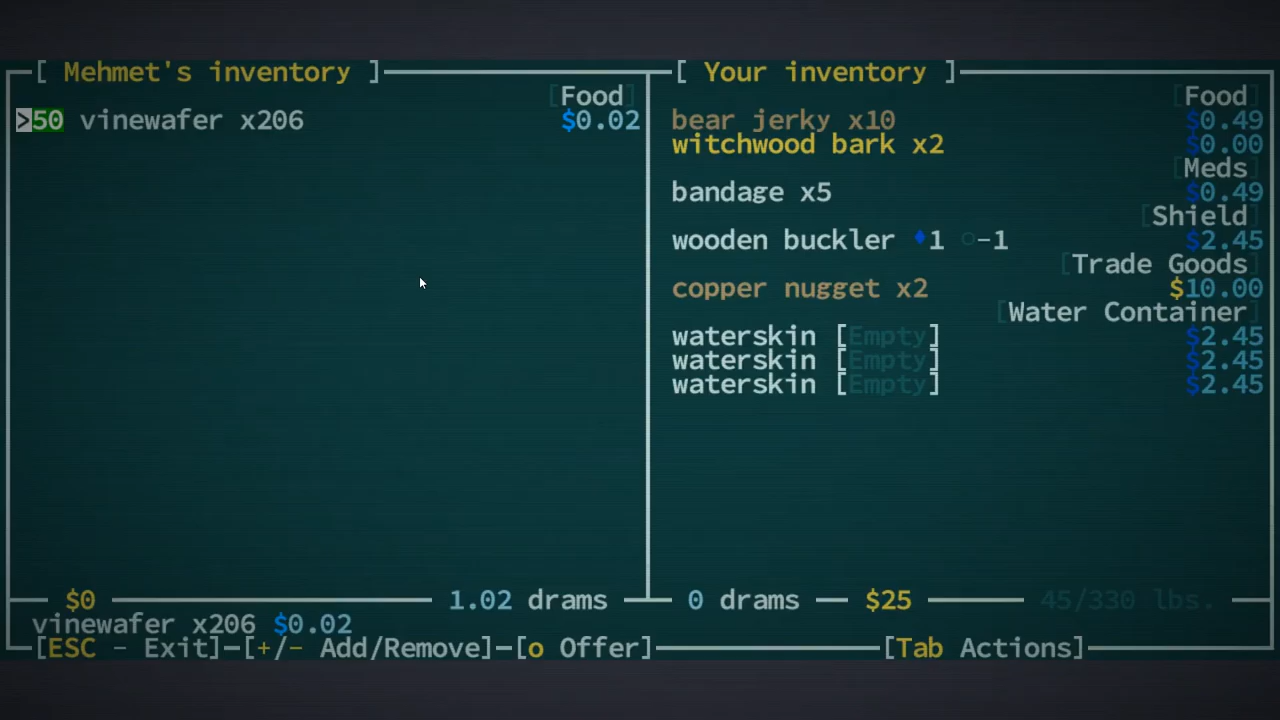 [ Mehmet's inventory ]
[Food]
>50 vinewafer x206 $0.02
$0 1.02 drams
[ Your inventory ]
[Food]
bear jerky x10 $0.49
witchwood bark x2 $0.00
[Meds]
bandage x5 $0.49
[Shield]
wooden buckler ♦1 ○-1 $2.45
[Trade Goods]
copper nugget x2 $10.00
[Water Container]
waterskin [Empty] $2.45
waterskin [Empty] $2.45
waterskin [Empty] $2.45
0 drams $25 45/330 lbs.
vinewafer x206 $0.02
[ESC - Exit]-[+/- Add/Remove]-[o Offer]
[Tab Actions]